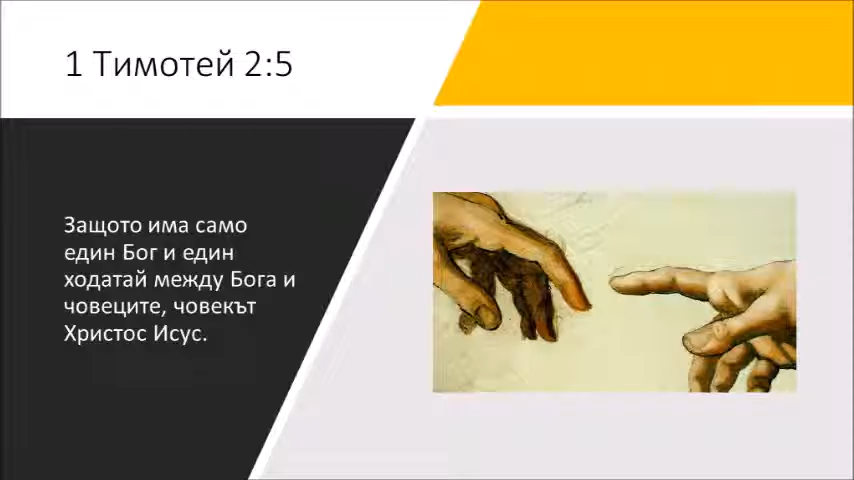 1 Тимотей 2:5
Защото има само
един Бог и един
ходатай между Бога и
човеците, човекът
Христос Исус.